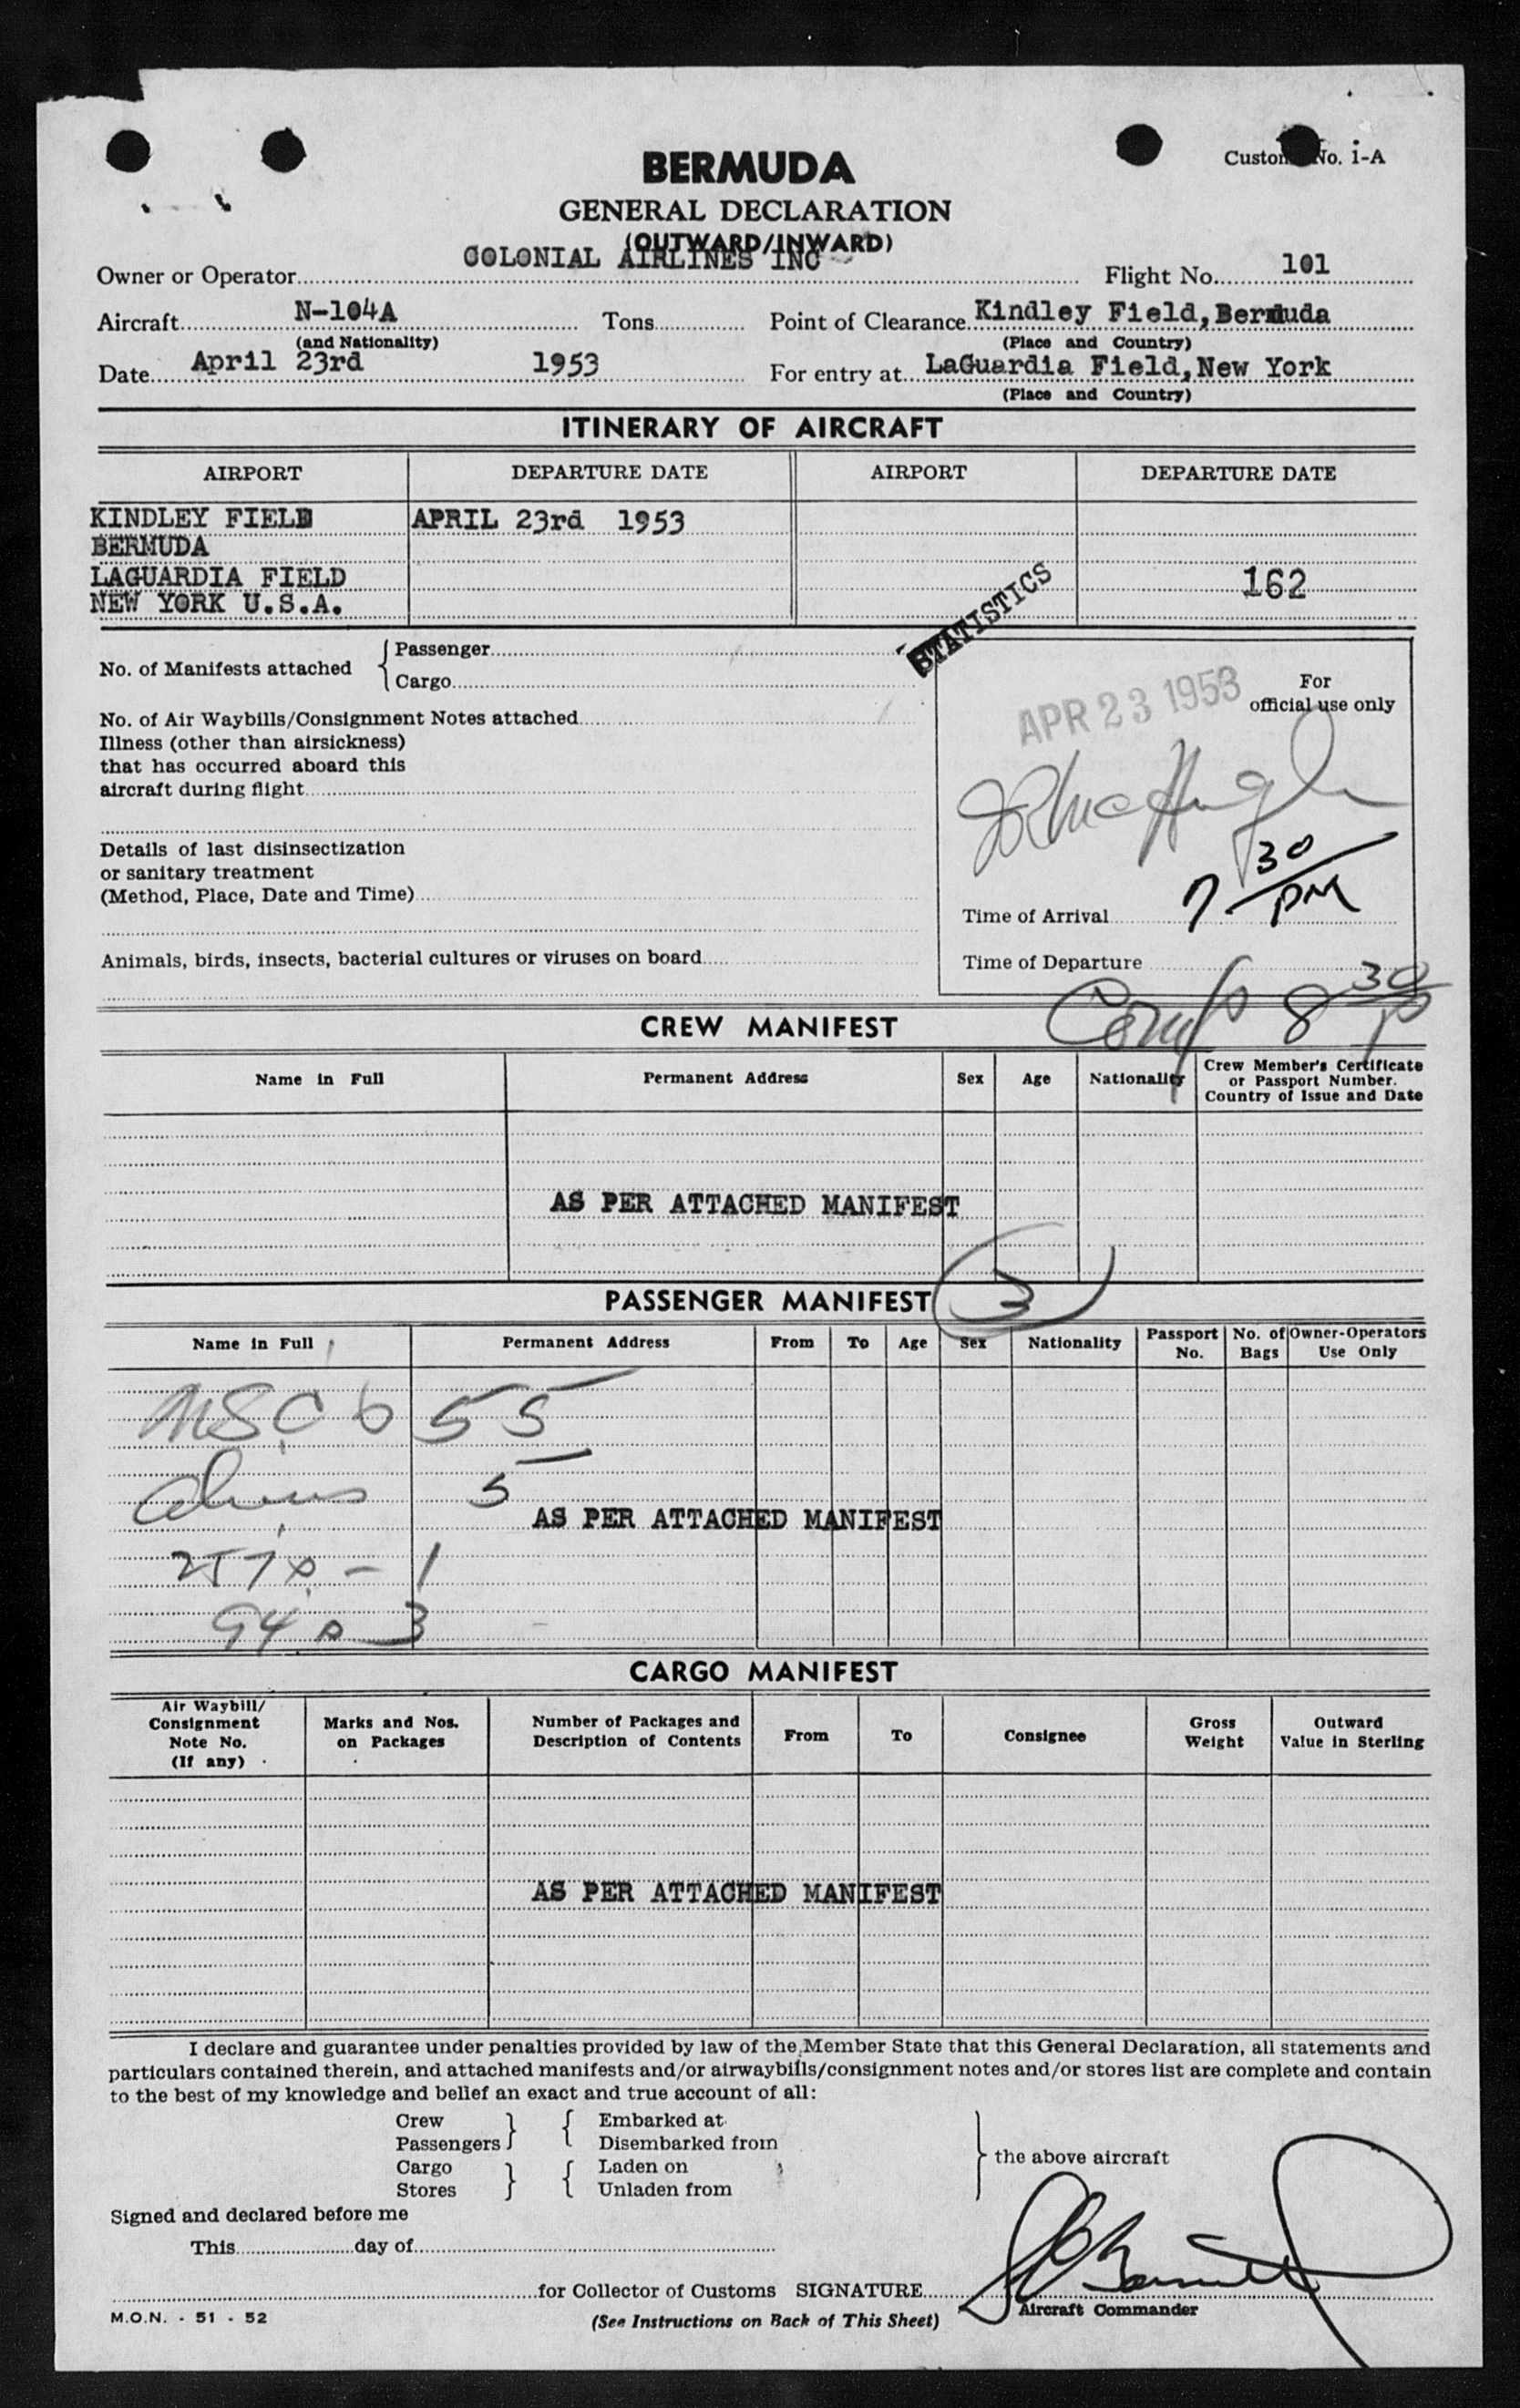 BERMUDA
Customs No. 1-A
GENERAL DECLARATION
(OUTWARD/INWARD)
Owner or Operator COLONIAL AIRLINES INC Flight No. 101
Aircraft N-104A Tons Point of Clearance Kindley Field, Bermuda
(and Nationality) (Place and Country)
Date April 23rd 1953 For entry at LaGuardia Field, New York
(Place and Country)
ITINERARY OF AIRCRAFT
AIRPORT DEPARTURE DATE AIRPORT DEPARTURE DATE
KINDLEY FIELD APRIL 23rd 1953
BERMUDA
LAGUARDIA FIELD 162
NEW YORK U.S.A.
STATISTICS
No. of Manifests attached { Passenger
Cargo
No. of Air Waybills/Consignment Notes attached
Illness (other than airsickness)
that has occurred aboard this
aircraft during flight
Details of last disinsectization
or sanitary treatment
(Method, Place, Date and Time)
Animals, birds, insects, bacterial cultures or viruses on board
For
official use only
APR 23 1953
Time of Arrival 7 30 PM
Time of Departure
Comp 8 30 P
CREW MANIFEST
Name in Full Permanent Address Sex Age Nationality Crew Member's Certificate
or Passport Number.
Country of Issue and Date
AS PER ATTACHED MANIFEST
PASSENGER MANIFEST
Name in Full Permanent Address From To Age Sex Nationality Passport No. No. of Bags Owner-Operators Use Only
55
5
AS PER ATTACHED MANIFEST
CARGO MANIFEST
Air Waybill/
Consignment
Note No.
(If any)
Marks and Nos.
on Packages
Number of Packages and
Description of Contents
From To Consignee
Gross
Weight
Outward
Value in Sterling
AS PER ATTACHED MANIFEST
I declare and guarantee under penalties provided by law of the Member State that this General Declaration, all statements and
particulars contained therein, and attached manifests and/or airwaybills/consignment notes and/or stores list are complete and contain
to the best of my knowledge and belief an exact and true account of all:
Crew } { Embarked at
Passengers Disembarked from
Cargo } { Laden on
Stores Unladen from
} the above aircraft
Signed and declared before me
This day of
for Collector of Customs SIGNATURE
Aircraft Commander
M.O.N. - 51 - 52
(See Instructions on Back of This Sheet)